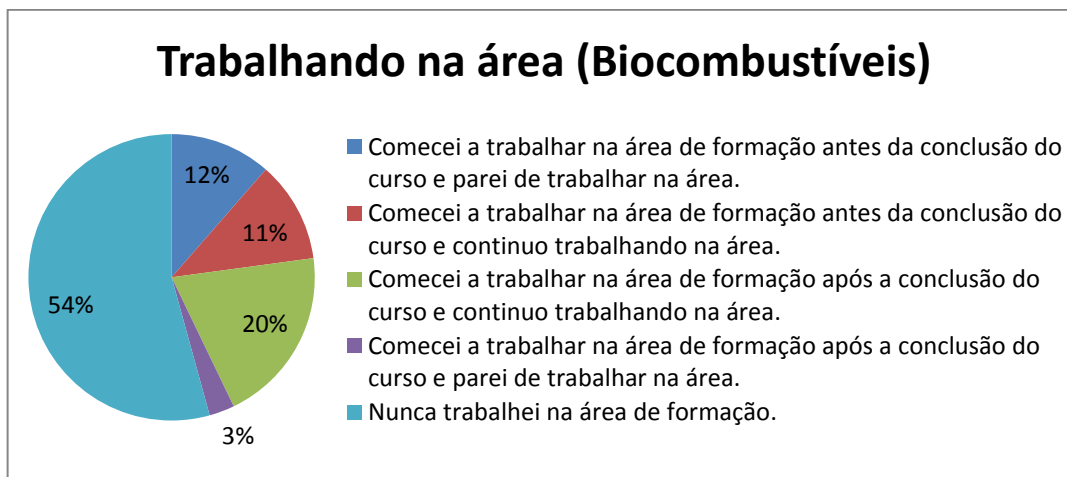 Trabalhando na área (Biocombustíveis)
12%
11%
20%
3%
54%
Comecei a trabalhar na área de formação antes da conclusão do
curso e parei de trabalhar na área.
Comecei a trabalhar na área de formação antes da conclusão do
curso e continuo trabalhando na área.
Comecei a trabalhar na área de formação após a conclusão do
curso e continuo trabalhando na área.
Comecei a trabalhar na área de formação após a conclusão do
curso e parei de trabalhar na área.
Nunca trabalhei na área de formação.